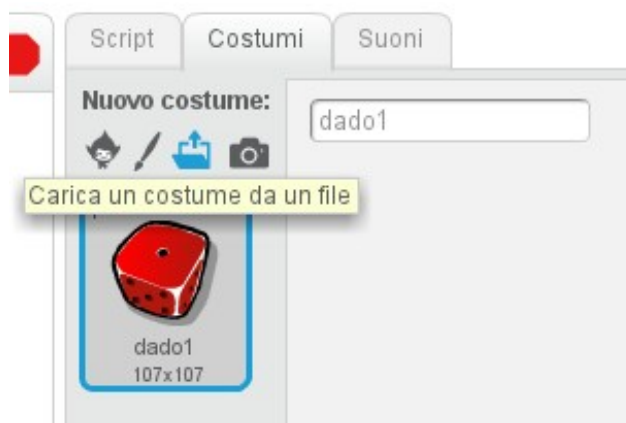 Script Costumi Suoni
Nuovo costume:
dado1
Carica un costume da un file
dado1
107x107